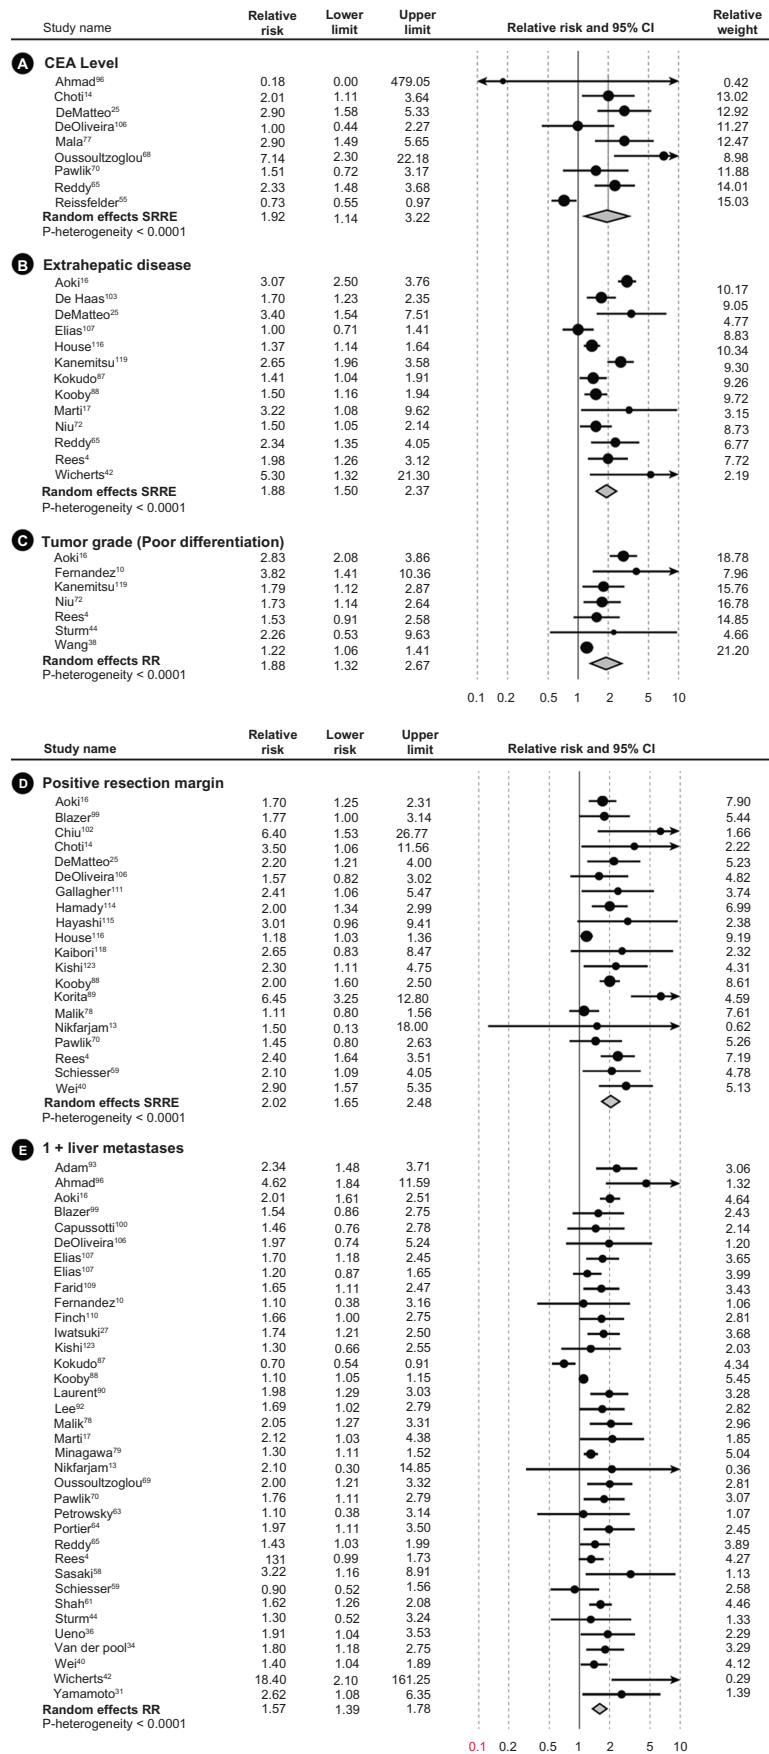 Study name Relative risk Lower limit Upper limit Relative risk and 95% CI Relative weight
A CEA Level
Ahmad96 0.18 0.00 479.05 0.42
Choti14 2.01 1.11 3.64 13.02
DeMatteo25 2.90 1.58 5.33 12.92
DeOliveira106 1.00 0.44 2.27 11.27
Mala77 2.90 1.49 5.65 12.47
Oussoultzoglou68 7.14 2.30 22.18 8.98
Pawlik70 1.51 0.72 3.17 11.88
Reddy65 2.33 1.48 3.68 14.01
Reissfelder55 0.73 0.55 0.97 15.03
Random effects SRRE 1.92 1.14 3.22
P-heterogeneity < 0.0001
B Extrahepatic disease
Aoki16 3.07 2.50 3.76 10.17
De Haas103 1.70 1.23 2.35 9.05
DeMatteo25 3.40 1.54 7.51 4.77
Elias107 1.00 0.71 1.41 8.83
House116 1.37 1.14 1.64 10.34
Kanemitsu119 2.65 1.96 3.58 9.30
Kokudo87 1.41 1.04 1.91 9.26
Kooby88 1.50 1.16 1.94 9.72
Marti17 3.22 1.08 9.62 3.15
Niu72 1.50 1.05 2.14 8.73
Reddy65 2.34 1.35 4.05 6.77
Rees4 1.98 1.26 3.12 7.72
Wicherts42 5.30 1.32 21.30 2.19
Random effects SRRE 1.88 1.50 2.37
P-heterogeneity < 0.0001
C Tumor grade (Poor differentiation)
Aoki16 2.83 2.08 3.86 18.78
Fernandez10 3.82 1.41 10.36 7.96
Kanemitsu119 1.79 1.12 2.87 15.76
Niu72 1.73 1.14 2.64 16.78
Rees4 1.53 0.91 2.58 14.85
Sturm44 2.26 0.53 9.63 4.66
Wang38 1.22 1.06 1.41 21.20
Random effects RR 1.88 1.32 2.67
P-heterogeneity < 0.0001
0.1 0.2 0.5 1 2 5 10
Study name Relative risk Lower risk Upper limit Relative risk and 95% CI
D Positive resection margin
Aoki16 1.70 1.25 2.31 7.90
Blazer99 1.77 1.00 3.14 5.44
Chiu102 6.40 1.53 26.77 1.66
Choti14 3.50 1.06 11.56 2.22
DeMatteo25 2.20 1.21 4.00 5.23
DeOliveira106 1.57 0.82 3.02 4.82
Gallagher111 2.41 1.06 5.47 3.74
Hamady114 2.00 1.34 2.99 6.99
Hayashi115 3.01 0.96 9.41 2.38
House116 1.18 1.03 1.36 9.19
Kaibori118 2.65 0.83 8.47 2.32
Kishi123 2.30 1.11 4.75 4.31
Kooby88 2.00 1.60 2.50 8.61
Korita89 6.45 3.25 12.80 4.59
Malik78 1.11 0.80 1.56 7.61
Nikfarjam13 1.50 0.13 18.00 0.62
Pawlik70 1.45 0.80 2.63 5.26
Rees4 2.40 1.64 3.51 7.19
Schiesser59 2.10 1.09 4.05 4.78
Wei40 2.90 1.57 5.35 5.13
Random effects SRRE 2.02 1.65 2.48
P-heterogeneity < 0.0001
E 1 + liver metastases
Adam93 2.34 1.48 3.71 3.06
Ahmad96 4.62 1.84 11.59 1.32
Aoki16 2.01 1.61 2.51 4.64
Blazer99 1.54 0.86 2.75 2.43
Capussotti100 1.46 0.76 2.78 2.14
DeOliveira106 1.97 0.74 5.24 1.20
Elias107 1.70 1.18 2.45 3.65
Elias107 1.20 0.87 1.65 3.99
Farid109 1.65 1.11 2.47 3.43
Fernandez10 1.10 0.38 3.16 1.06
Finch110 1.66 1.00 2.75 2.81
Iwatsuki27 1.74 1.21 2.50 3.68
Kishi123 1.30 0.66 2.55 2.03
Kokudo87 0.70 0.54 0.91 4.34
Kooby88 1.10 1.05 1.15 5.45
Laurent90 1.98 1.29 3.03 3.28
Lee92 1.69 1.02 2.79 2.82
Malik78 2.05 1.27 3.31 2.96
Marti17 2.12 1.03 4.38 1.85
Minagawa79 1.30 1.11 1.52 5.04
Nikfarjam13 2.10 0.30 14.85 0.36
Oussoultzoglou69 2.00 1.21 3.32 2.81
Pawlik70 1.76 1.11 2.79 3.07
Petrowsky63 1.10 0.38 3.14 1.07
Portier64 1.97 1.11 3.50 2.45
Reddy65 1.43 1.03 1.99 3.89
Rees4 131 0.99 1.73 4.27
Sasaki58 3.22 1.16 8.91 1.13
Schiesser59 0.90 0.52 1.56 2.58
Shah61 1.62 1.26 2.08 4.46
Sturm44 1.30 0.52 3.24 1.33
Ueno36 1.91 1.04 3.53 2.29
Van der pool34 1.80 1.18 2.75 3.29
Wei40 1.40 1.04 1.89 4.12
Wicherts42 18.40 2.10 161.25 0.29
Yamamoto31 2.62 1.08 6.35 1.39
Random effects RR 1.57 1.39 1.78
P-heterogeneity < 0.0001
0.1 0.2 0.5 1 2 5 10